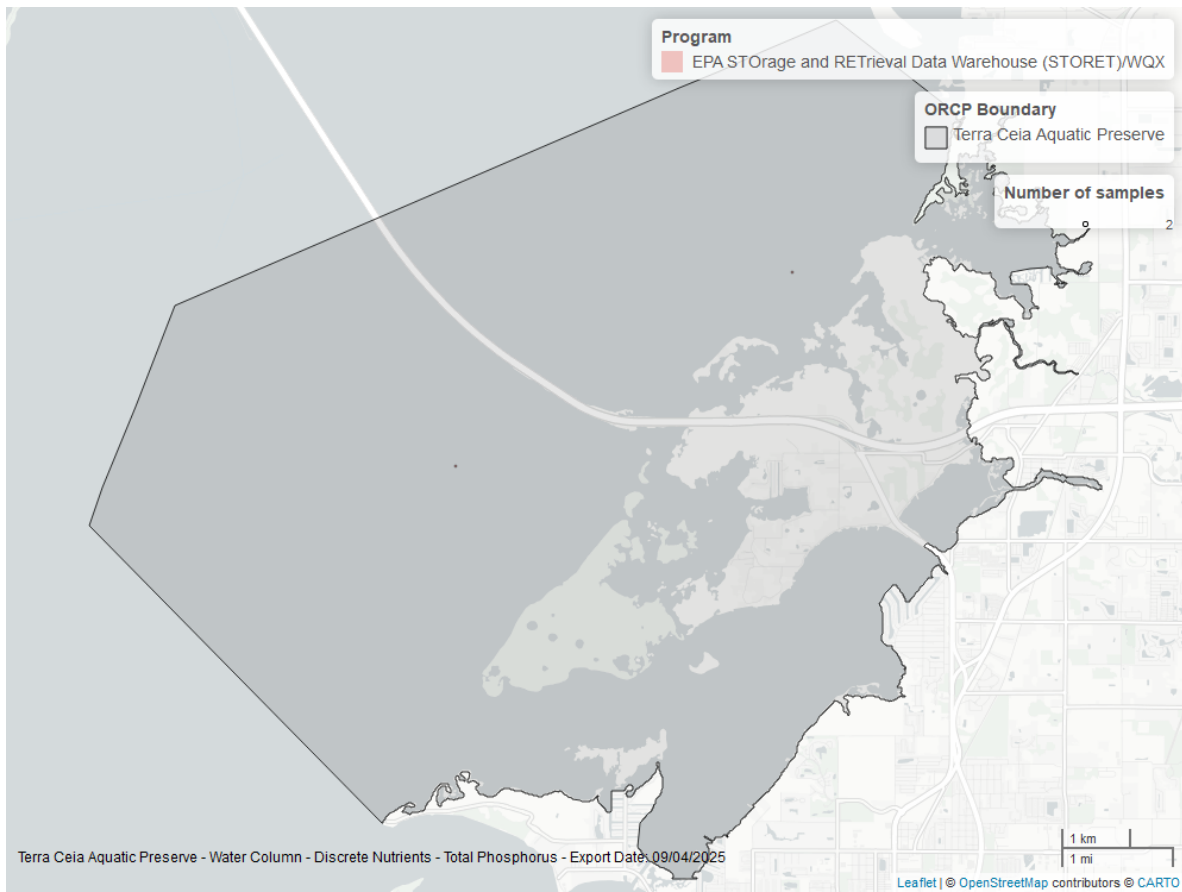 Program
EPA STOrage and RETrieval Data Warehouse (STORET)/WQX
ORCP Boundary
Terra Ceia Aquatic Preserve
Number of samples
2
1 km
1 mi
Terra Ceia Aquatic Preserve - Water Column - Discrete Nutrients - Total Phosphorus - Export Date: 09/04/2025
Leaflet | © OpenStreetMap contributors © CARTO